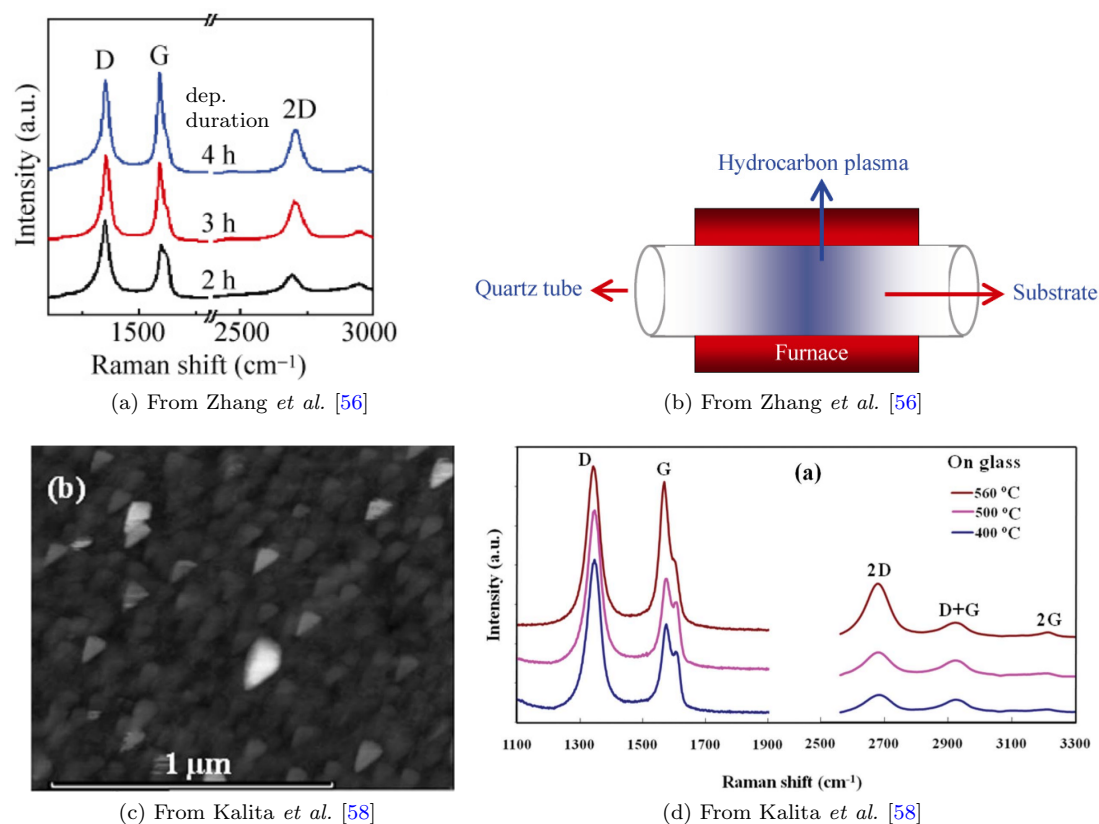 D
G
dep.
duration
2D
4 h
3 h
2 h
Intensity (a.u.)
1500
2500
3000
Raman shift (cm⁻¹)
(a) From Zhang et al. [56]
Hydrocarbon plasma
Quartz tube
Substrate
Furnace
(b) From Zhang et al. [56]
(b)
1 μm
(c) From Kalita et al. [58]
D
G
(a)
On glass
560 °C
500 °C
400 °C
2D
D+G
2G
Intensity (a.u.)
1100 1300 1500 1700 1900 2500 2700 2900 3100 3300
Raman shift (cm⁻¹)
(d) From Kalita et al. [58]